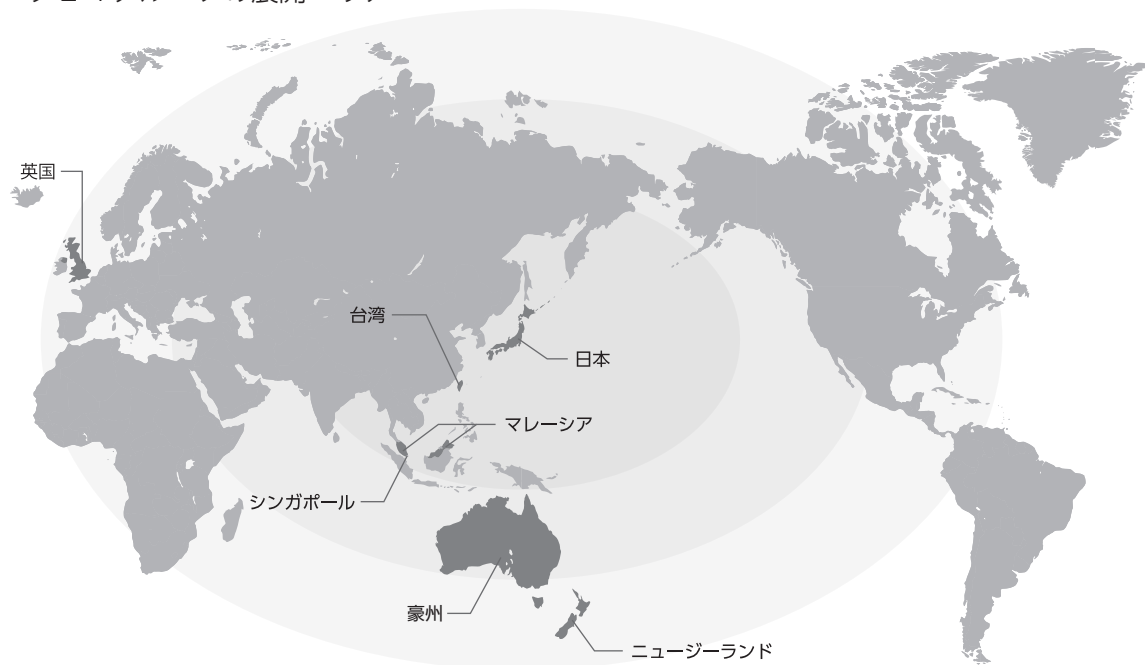 英国
台湾
日本
マレーシア
シンガポール
豪州
ニュージーランド